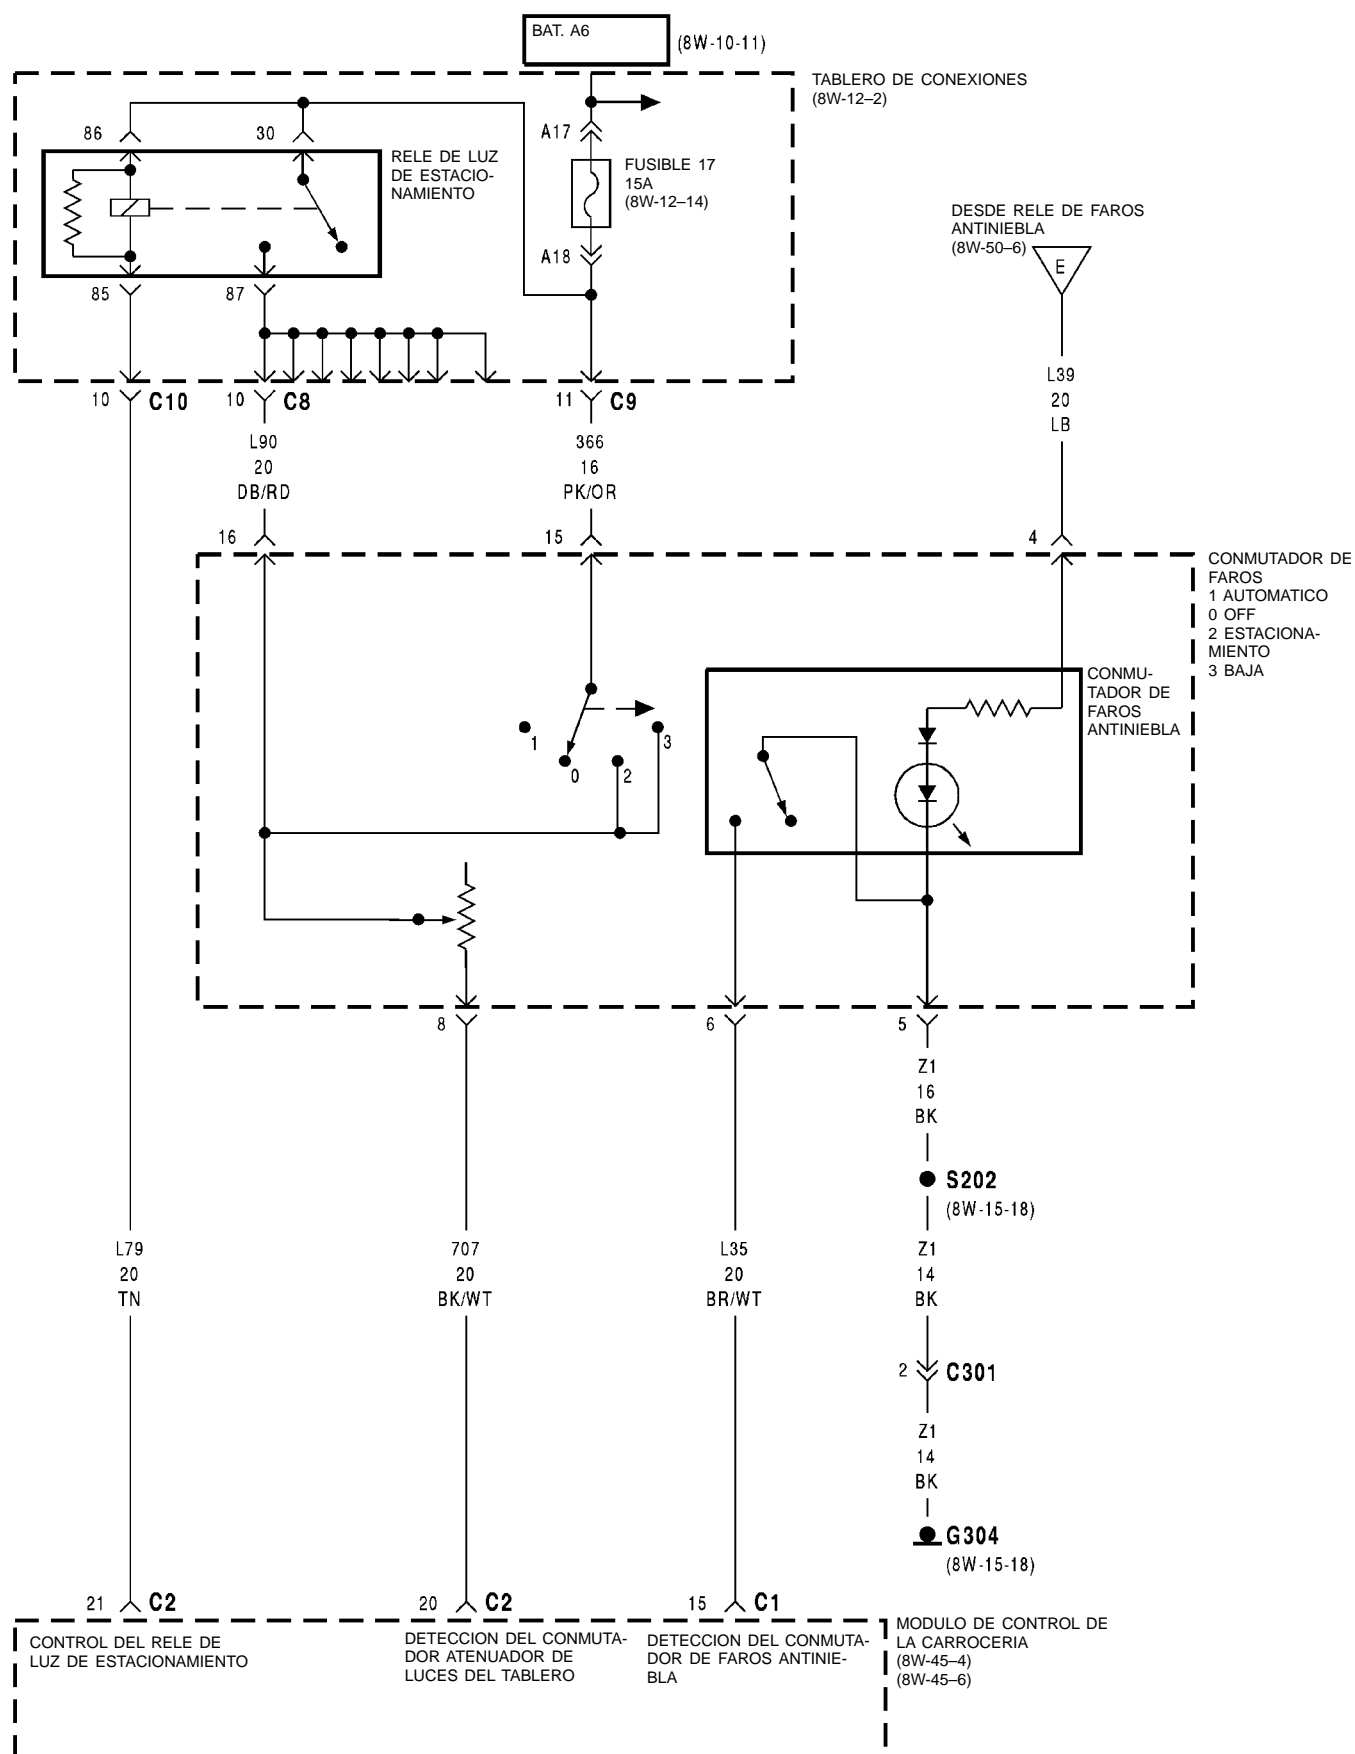 BAT. A6
(8W-10-11)
TABLERO DE CONEXIONES
(8W-12–2)
86
30
A17
RELE DE LUZ
DE ESTACIO-
NAMIENTO
FUSIBLE 17
15A
(8W-12–14)
DESDE RELE DE FAROS
ANTINIEBLA
(8W-50–6)
E
A18
85
87
10
C10
10
C8
11
C9
L39
20
LB
L90
20
DB/RD
366
16
PK/OR
16
15
4
CONMUTADOR DE
FAROS
1 AUTOMATICO
0 OFF
2 ESTACIONA-
MIENTO
3 BAJA
CONMU-
TADOR DE
FAROS
ANTINIEBLA
1
0
2
3
8
6
5
Z1
16
BK
S202
(8W-15-18)
L79
20
TN
707
20
BK/WT
L35
20
BR/WT
Z1
14
BK
2
C301
Z1
14
BK
G304
(8W-15-18)
21
C2
20
C2
15
C1
CONTROL DEL RELE DE
LUZ DE ESTACIONAMIENTO
DETECCION DEL CONMUTA-
DOR ATENUADOR DE
LUCES DEL TABLERO
DETECCION DEL CONMUTA-
DOR DE FAROS ANTINIE-
BLA
MODULO DE CONTROL DE
LA CARROCERIA
(8W-45–4)
(8W-45–6)